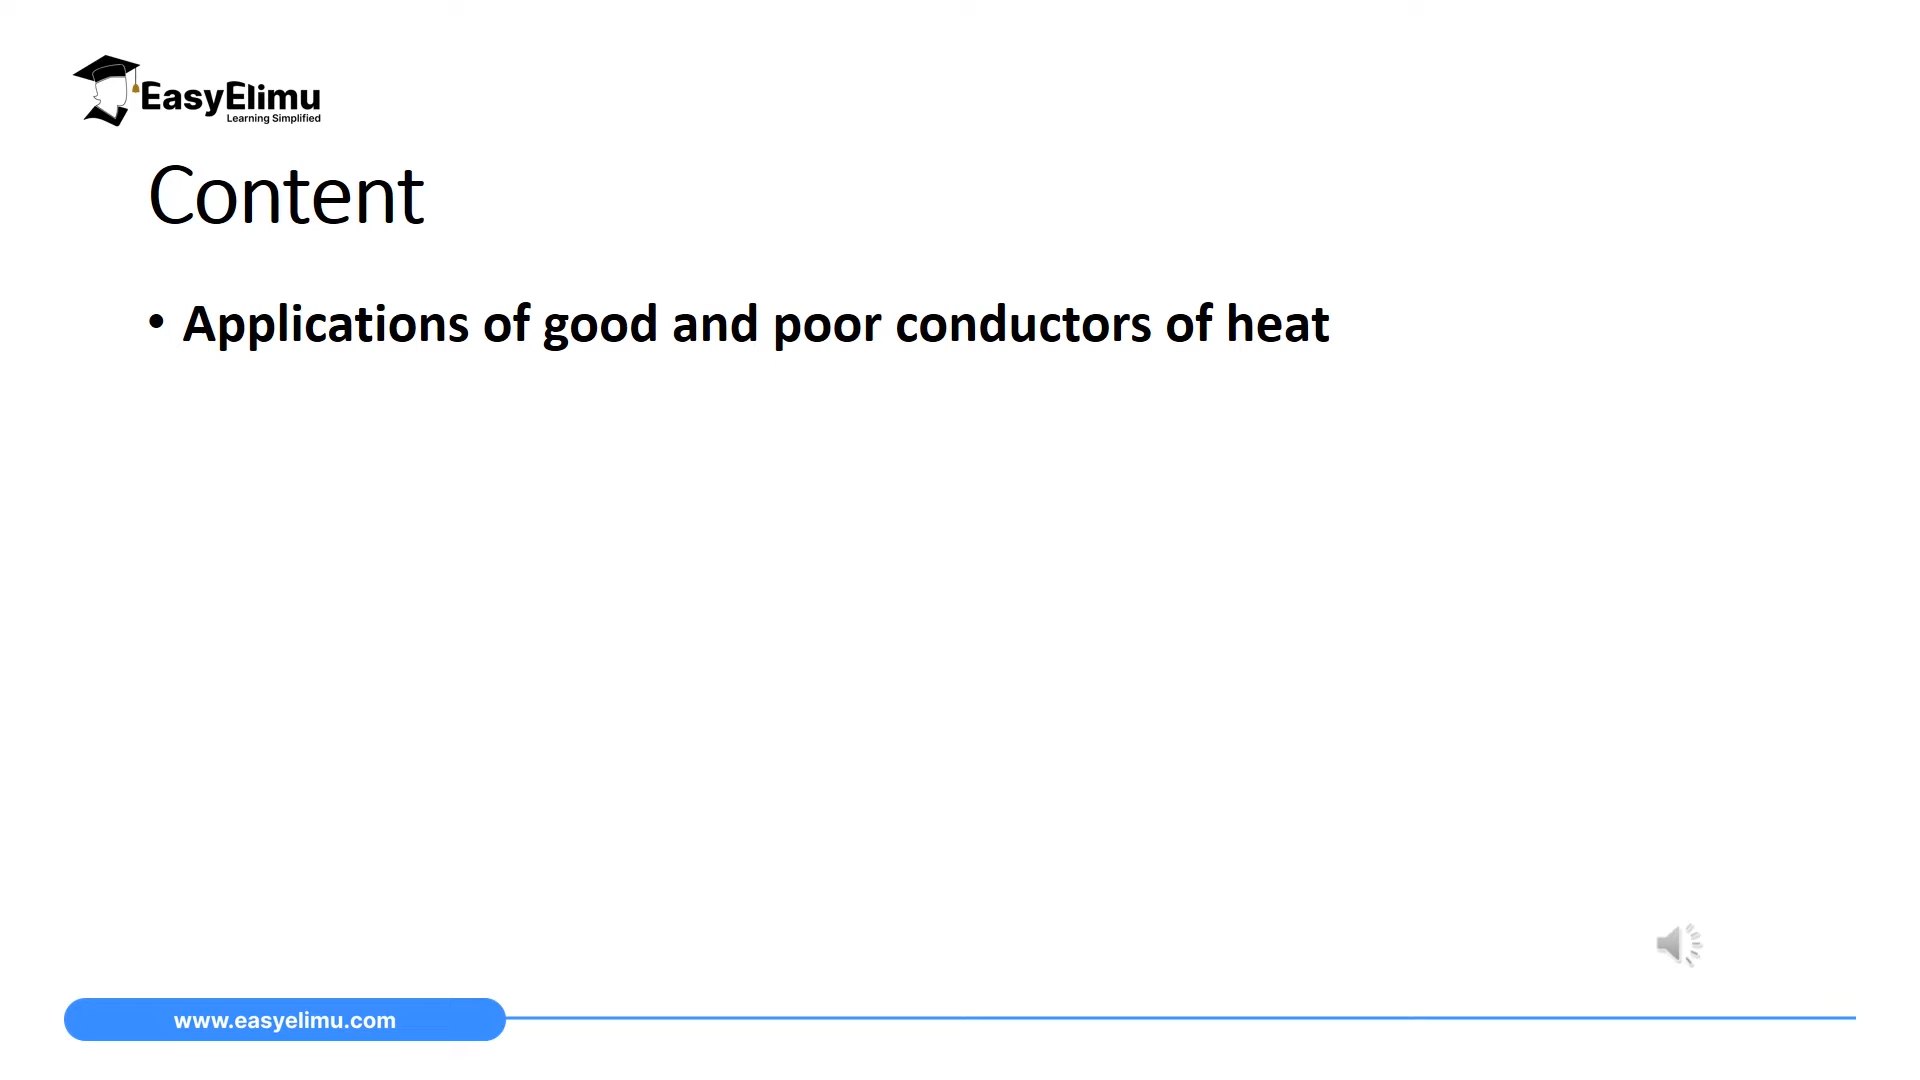 EasyElimu
Learning Simplified
Content
• Applications of good and poor conductors of heat
www.easyelimu.com